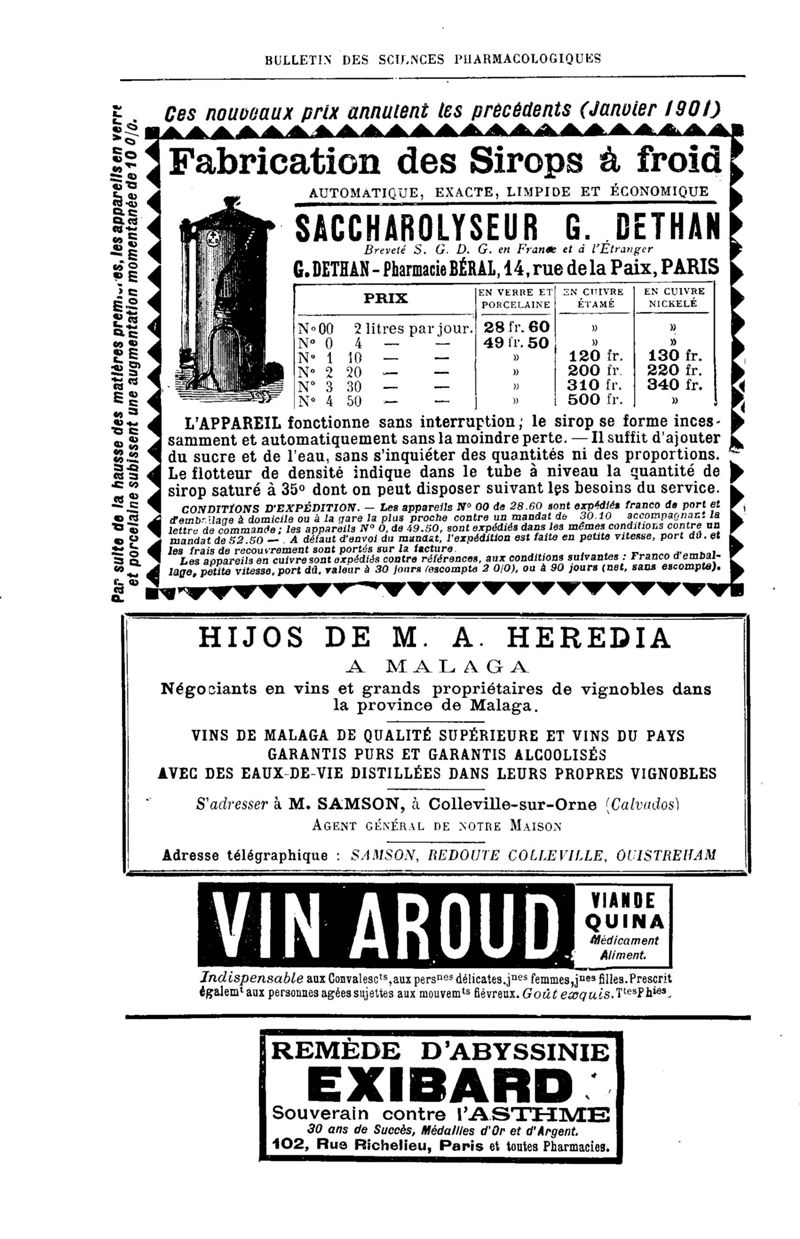 BULLETIN DES SCIENCES PHARMACOLOGIQUES
Par suite de la hausse des matières premières, les appareils en verre
et porcelaine subissent une augmentation momentanée de 10 0/0.
Ces nouveaux prix annulent les précédents (Janvier 1901)
Fabrication des Sirops à froid
AUTOMATIQUE, EXACTE, LIMPIDE ET ÉCONOMIQUE
SACCHAROLYSEUR G. DETHAN
Breveté S. G. D. G. en France et à l'Étranger
G. DETHAN - Pharmacie BÉRAL, 14, rue de la Paix, PARIS
PRIX EN VERRE ET PORCELAINE EN CUIVRE ÉTAMÉ EN CUIVRE NICKELÉ
N° 00 2 litres par jour. 28 fr. 60 » »
N° 0 4 — — 49 fr. 50 » »
N° 1 10 — — » 120 fr. 130 fr.
N° 2 20 — — » 200 fr. 220 fr.
N° 3 30 — — » 310 fr. 340 fr.
N° 4 50 — — » 500 fr. »
L'APPAREIL fonctionne sans interruption; le sirop se forme inces-
samment et automatiquement sans la moindre perte. — Il suffit d'ajouter
du sucre et de l'eau, sans s'inquiéter des quantités ni des proportions.
Le flotteur de densité indique dans le tube à niveau la quantité de
sirop saturé à 35° dont on peut disposer suivant les besoins du service.
CONDITIONS D'EXPÉDITION. — Les appareils N° 00 de 28.60 sont expédiés franco de port et
d'emballage à domicile ou à la gare la plus proche contre un mandat de 30.10 accompagnant la
lettre de commande; les appareils N° 0, de 49.50, sont expédiés dans les mêmes conditions contre un
mandat de 52.50 — . A défaut d'envoi du mandat, l'expédition est faite en petite vitesse, port dû. et
les frais de recouvrement sont portés sur la facture.
Les appareils en cuivre sont expédiés contre références, aux conditions suivantes : Franco d'embal-
lage, petite vitesse, port dû, valeur à 30 jours (escompte 2 0/0), ou à 90 jours (net, sans escompte).
HIJOS DE M. A. HEREDIA
A MALAGA
Négociants en vins et grands propriétaires de vignobles dans
la province de Malaga.
VINS DE MALAGA DE QUALITÉ SUPÉRIEURE ET VINS DU PAYS
GARANTIS PURS ET GARANTIS ALCOOLISÉS
AVEC DES EAUX-DE-VIE DISTILLÉES DANS LEURS PROPRES VIGNOBLES
S'adresser à M. SAMSON, à Colleville-sur-Orne (Calvados)
AGENT GÉNÉRAL DE NOTRE MAISON
Adresse télégraphique : SAMSON, REDOUTE COLLEVILLE, OUISTREHAM
VIN AROUD
VIANDE
QUINA
Médicament
Aliment.
Indispensable aux Convalescts, aux persnes délicates. jnes femmes, jnes filles. Prescrit
égalemt aux personnes agées sujettes aux mouvemts fiévreux. Goût exquis. Ttes Phies.
REMÈDE D'ABYSSINIE
EXIBARD
Souverain contre l'ASTHME
30 ans de Succès, Médailles d'Or et d'Argent.
102, Rue Richelieu, Paris et toutes Pharmacies.